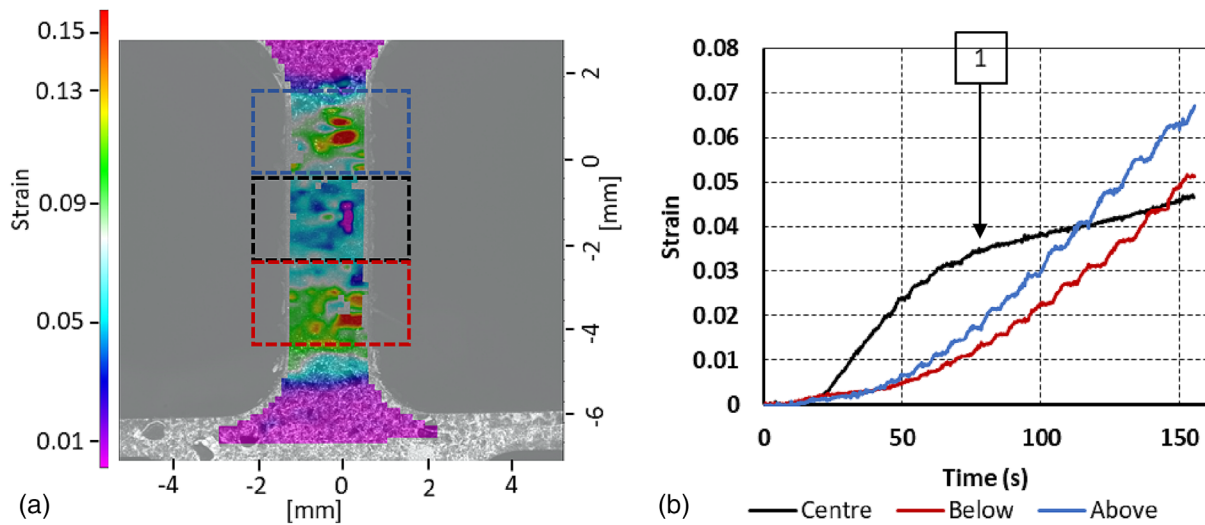 0.15
0.13
0.09
0.05
0.01
Strain
2
0
-2
-4
-6
[mm]
-4 -2 0 2 4
[mm]
(a)
0.08
0.07
0.06
0.05
0.04
0.03
0.02
0.01
0
Strain
1
0 50 100 150
Time (s)
(b)
Centre Below Above